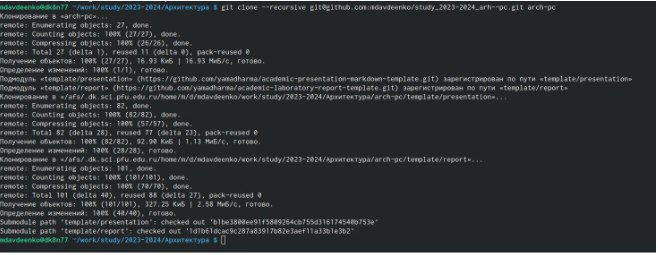 mdavdeenko@dk8n77 ~/work/study/2023-2024/Архитектура $ git clone --recursive git@github.com:mdavdeenko/study_2023-2024_arh--pc.git arch-pc
Клонирование в «arch-pc»...
remote: Enumerating objects: 27, done.
remote: Counting objects: 100% (27/27), done.
remote: Compressing objects: 100% (26/26), done.
remote: Total 27 (delta 1), reused 11 (delta 0), pack-reused 0
Получение объектов: 100% (27/27), 16.93 КиБ | 16.93 МиБ/с, готово.
Определение изменений: 100% (1/1), готово.
Подмодуль «template/presentation» (https://github.com/yamadharma/academic-presentation-markdown-template.git) зарегистрирован по пути «template/presentation»
Подмодуль «template/report» (https://github.com/yamadharma/academic-laboratory-report-template.git) зарегистрирован по пути «template/report»
Клонирование в «/afs/.dk.sci.pfu.edu.ru/home/m/d/mdavdeenko/work/study/2023-2024/Архитектура/arch-pc/template/presentation»...
remote: Enumerating objects: 82, done.
remote: Counting objects: 100% (82/82), done.
remote: Compressing objects: 100% (57/57), done.
remote: Total 82 (delta 28), reused 77 (delta 23), pack-reused 0
Получение объектов: 100% (82/82), 92.90 КиБ | 1.13 МиБ/с, готово.
Определение изменений: 100% (28/28), готово.
Клонирование в «/afs/.dk.sci.pfu.edu.ru/home/m/d/mdavdeenko/work/study/2023-2024/Архитектура/arch-pc/template/report»...
remote: Enumerating objects: 101, done.
remote: Counting objects: 100% (101/101), done.
remote: Compressing objects: 100% (70/70), done.
remote: Total 101 (delta 40), reused 88 (delta 27), pack-reused 0
Получение объектов: 100% (101/101), 327.25 КиБ | 2.58 МиБ/с, готово.
Определение изменений: 100% (40/40), готово.
Submodule path 'template/presentation': checked out 'b1be3800ee91f5809264cb755d316174540b753e'
Submodule path 'template/report': checked out '1d1b61dcac9c287a83917b82e3aef11a33b1e3b2'
mdavdeenko@dk8n77 ~/work/study/2023-2024/Архитектура $